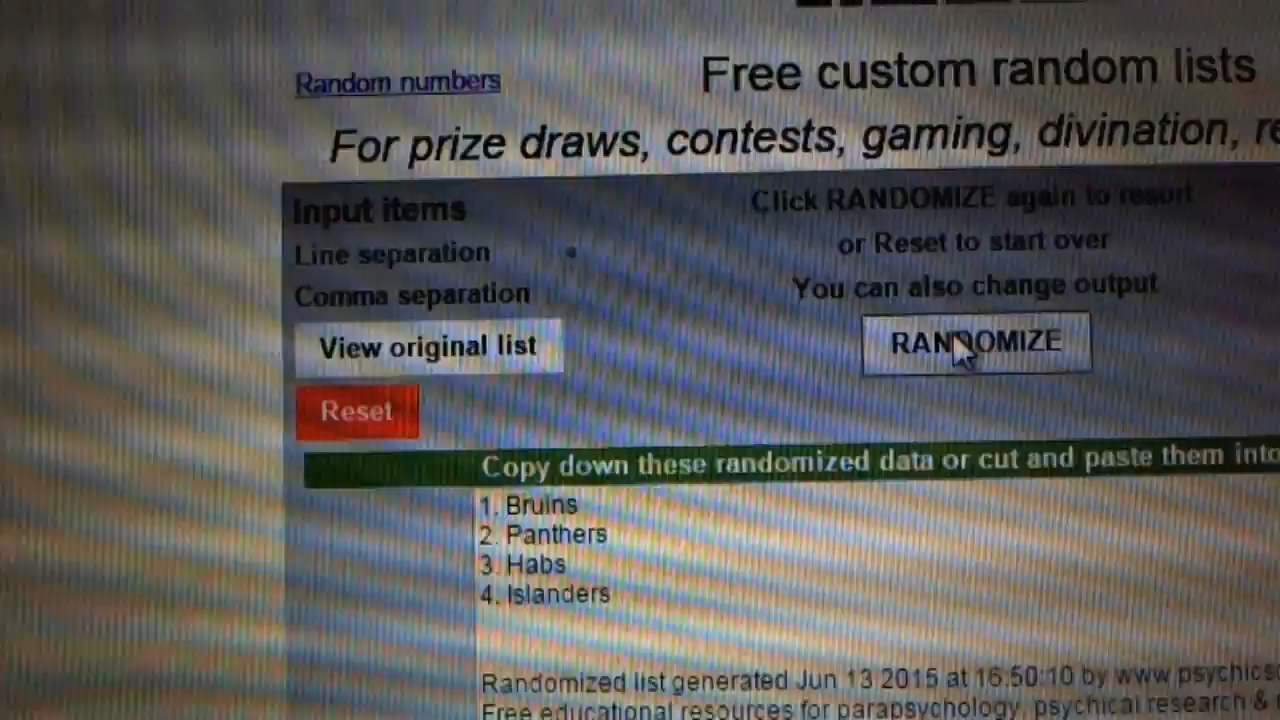 Random numbers
Free custom random lists
For prize draws, contests, gaming, divination,
Input items
Click RANDOMIZE again to resort
Line separation
or Reset to start over
Comma separation
You can also change output
View original list
RANDOMIZE
Reset
Copy down these randomized data or cut and paste them into
1. Bruins
2. Panthers
3. Habs
4. Islanders
Randomized list generated Jun 13 2015 at 16:50:10 by www
Free educational resources for parapsychology, psychical research &